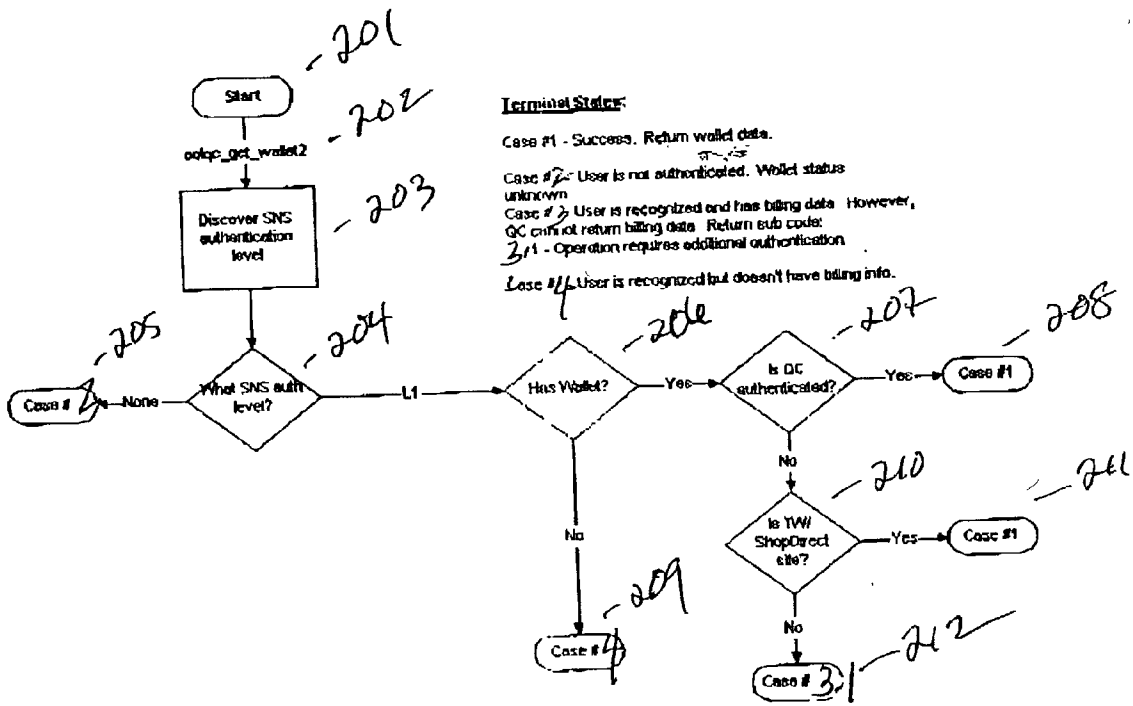 201
Start
202
aolqc_get_wallet2
203
Discover SNS
authentication
level
Terminal States:
Case #1 - Success. Return wallet data.
Case #2 - User is not authenticated. Wallet status
unknown
Case #3 User is recognized and has billing data However,
QC cannot return billing data Return sub code:
3.1 - Operation requires additional authentication
Case #4 User is recognized but doesn't have billing info.
205
204
206
207
208
Case # 2
None
What SNS auth
level?
L1
Has Wallet?
Yes
Is QC
authenticated?
Yes
Case #1
No
210
211
No
Is YW/
ShopDirect
site?
Yes
Case #1
209
Case #4
No
212
Case # 3.1